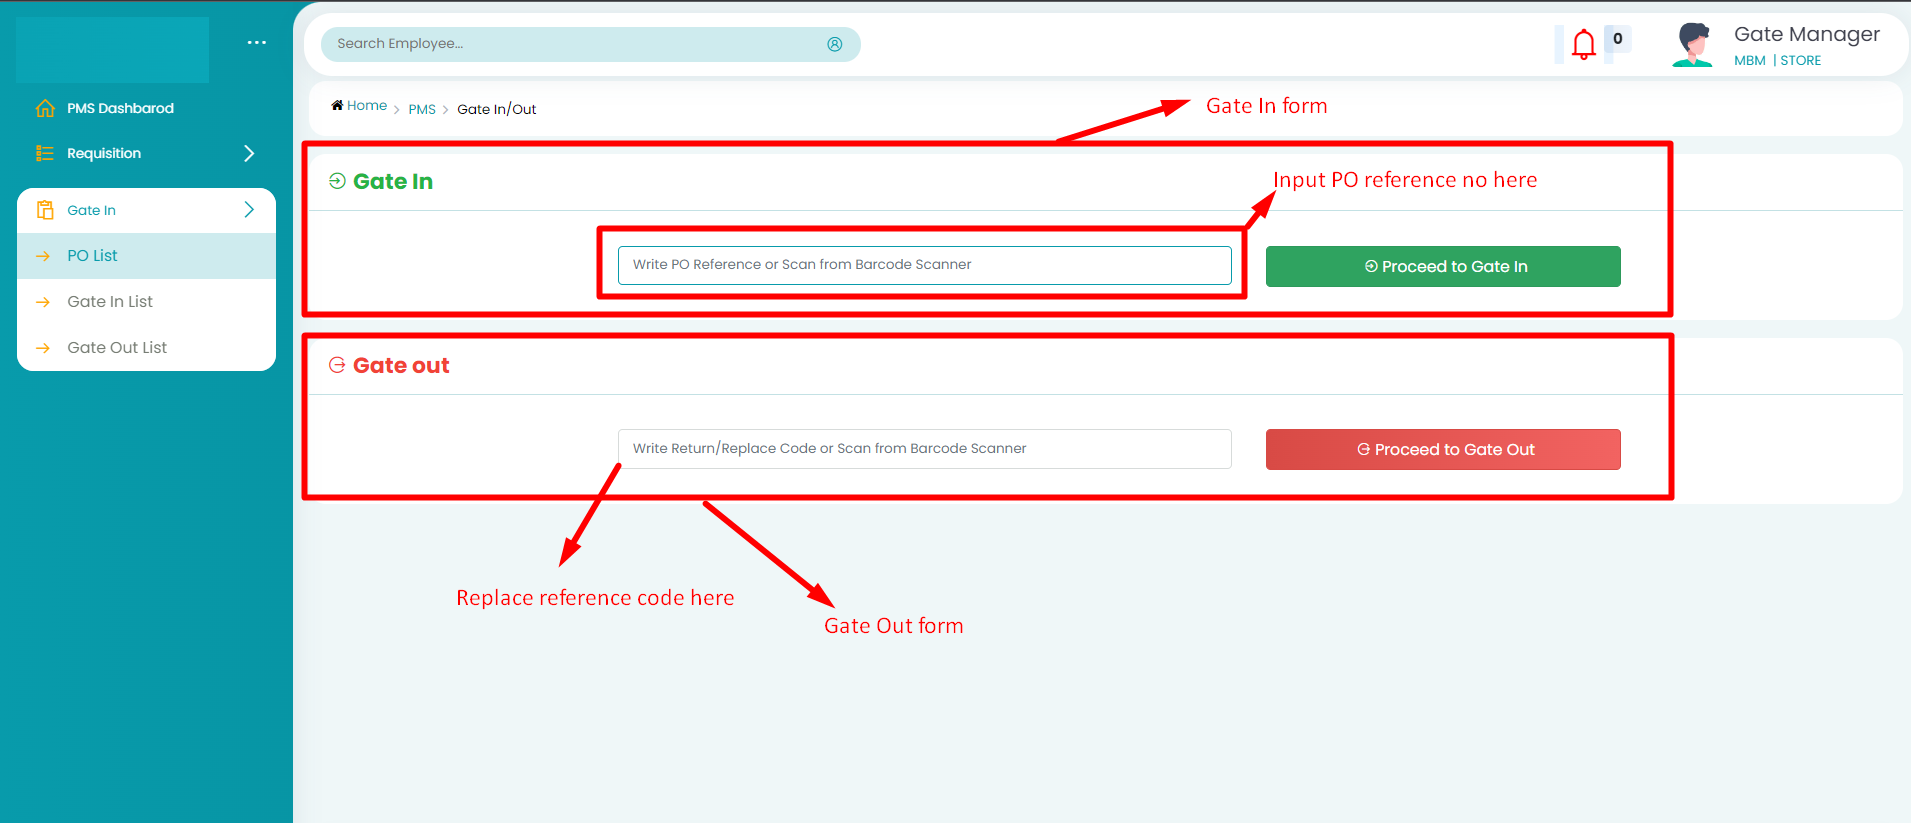 Search Employee...
0
Gate Manager
MBM | STORE
PMS Dashbarod
Requisition
Gate In
PO List
Gate In List
Gate Out List
Home > PMS > Gate In/Out
Gate In form
Gate In
Input PO reference no here
Write PO Reference or Scan from Barcode Scanner
Proceed to Gate In
Gate out
Write Return/Replace Code or Scan from Barcode Scanner
Proceed to Gate Out
Replace reference code here
Gate Out form